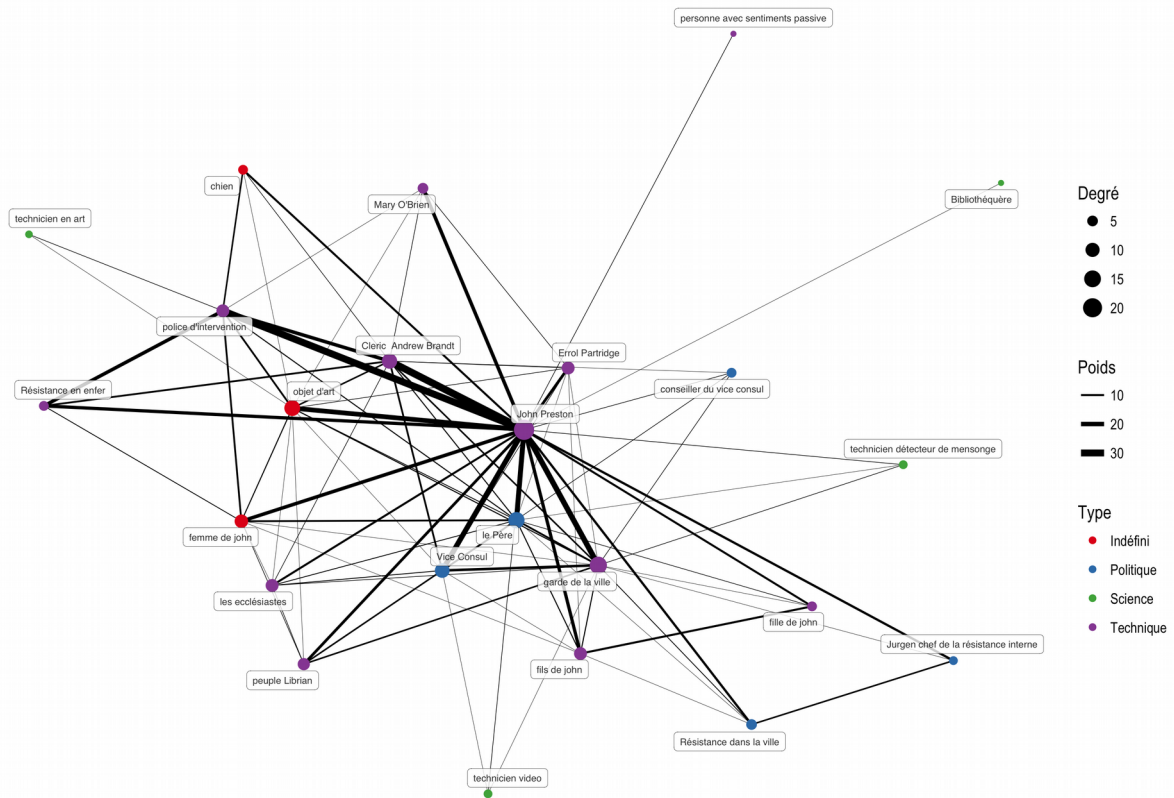 personne avec sentiments passive
chien
Mary O'Brien
Bibliothéquère
technicien en art
police d'intervention
Cleric  Andrew Brandt
Errol Partridge
Résistance en enfer
objet d'art
conseiller du vice consul
John Preston
technicien détecteur de mensonge
femme de john
le Père
Vice Consul
garde de la ville
les ecclésiastes
fille de john
Jurgen chef de la résistance interne
peuple Librian
fils de john
Résistance dans la ville
technicien video
Degré
5
10
15
20
Poids
10
20
30
Type
Indéfini
Politique
Science
Technique